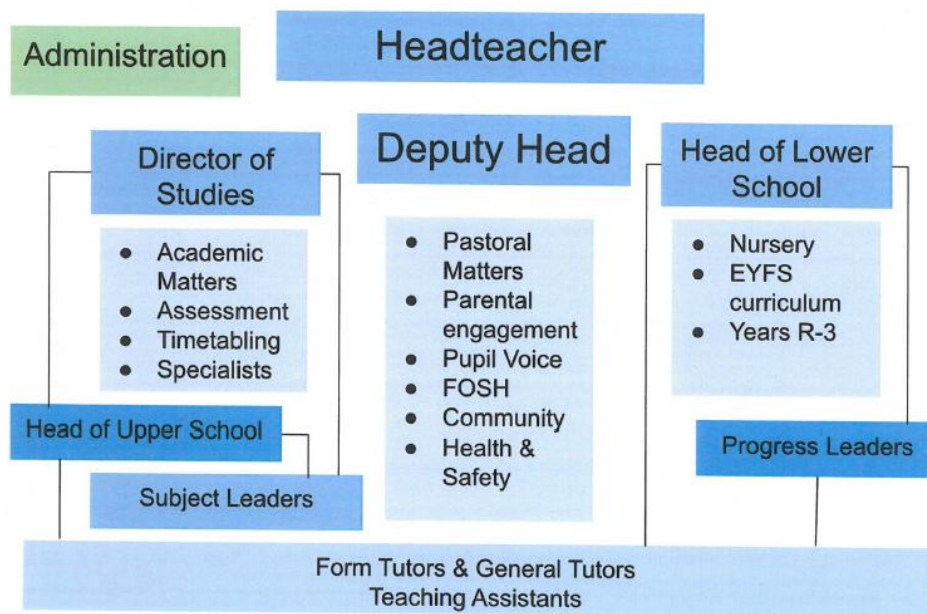 Administration
Headteacher
Director of
Studies
● Academic
Matters
● Assessment
● Timetabling
● Specialists
Head of Upper School
Subject Leaders
Deputy Head
● Pastoral
Matters
● Parental
engagement
● Pupil Voice
● FOSH
● Community
● Health &
Safety
Head of Lower
School
● Nursery
● EYFS
curriculum
● Years R-3
Progress Leaders
Form Tutors & General Tutors
Teaching Assistants